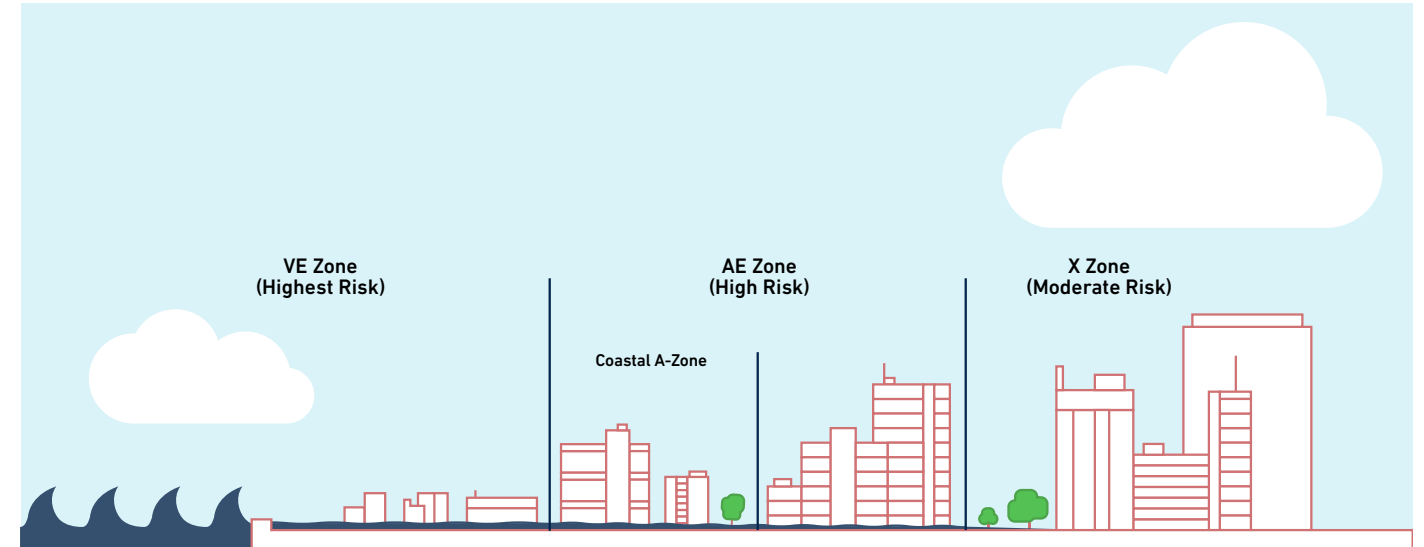 VE Zone
(Highest Risk)
AE Zone
(High Risk)
X Zone
(Moderate Risk)
Coastal A-Zone